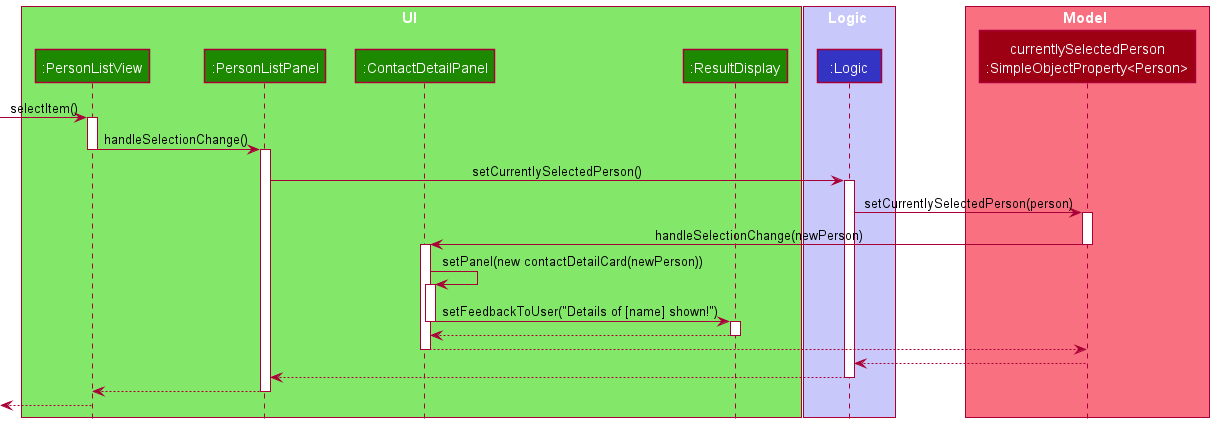 UI
Logic
Model
:PersonListView
:PersonListPanel
:ContactDetailPanel
:ResultDisplay
:Logic
currentlySelectedPerson
:SimpleObjectProperty<Person>
selectItem()
handleSelectionChange()
setCurrentlySelectedPerson()
setCurrentlySelectedPerson(person)
handleSelectionChange(newPerson)
setPanel(new contactDetailCard(newPerson))
setFeedbackToUser("Details of [name] shown!")